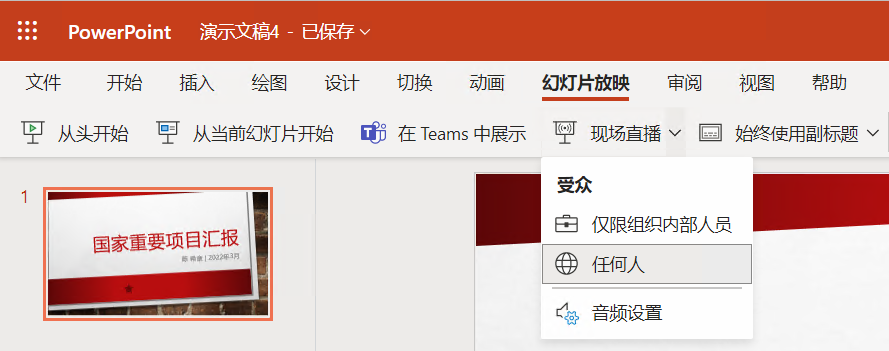 PowerPoint 演示文稿4 - 已保存
文件 开始 插入 绘图 设计 切换 动画 幻灯片放映 审阅 视图 帮助
从头开始 从当前幻灯片开始 在 Teams 中展示 现场直播 始终使用副标题
受众
仅限组织内部人员
任何人
音频设置
1
国家重要项目汇报
陈 希章 | 2022年3月